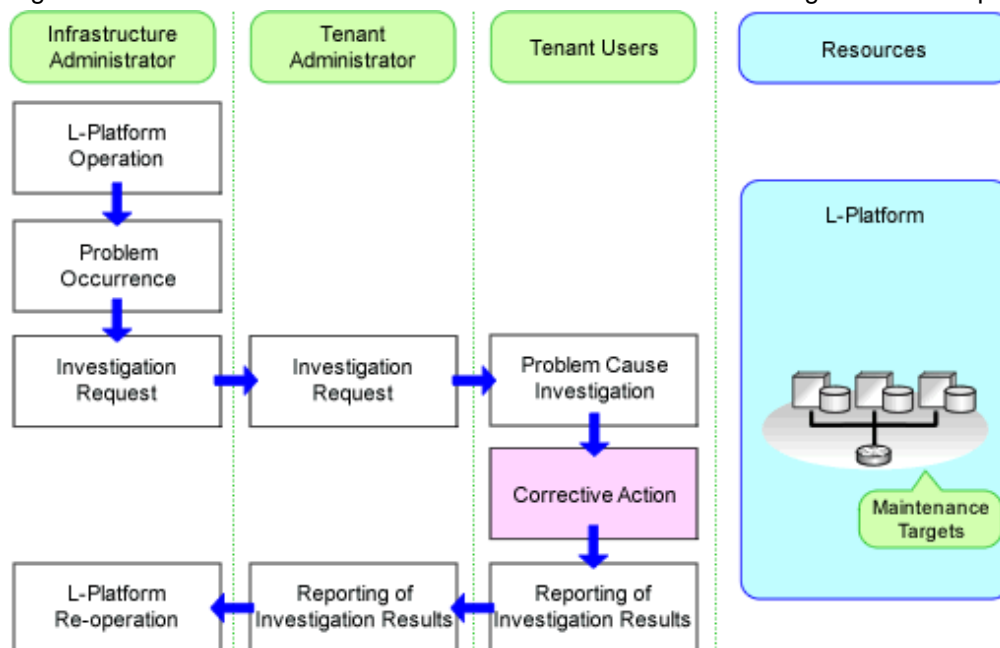 Infrastructure
Administrator
Tenant
Administrator
Tenant Users
Resources
L-Platform
Operation
Problem
Occurrence
L-Platform
Investigation
Request
Investigation
Request
Problem Cause
Investigation
Corrective Action
Maintenance
Targets
L-Platform
Re-operation
Reporting of
Investigation Results
Reporting of
Investigation Results